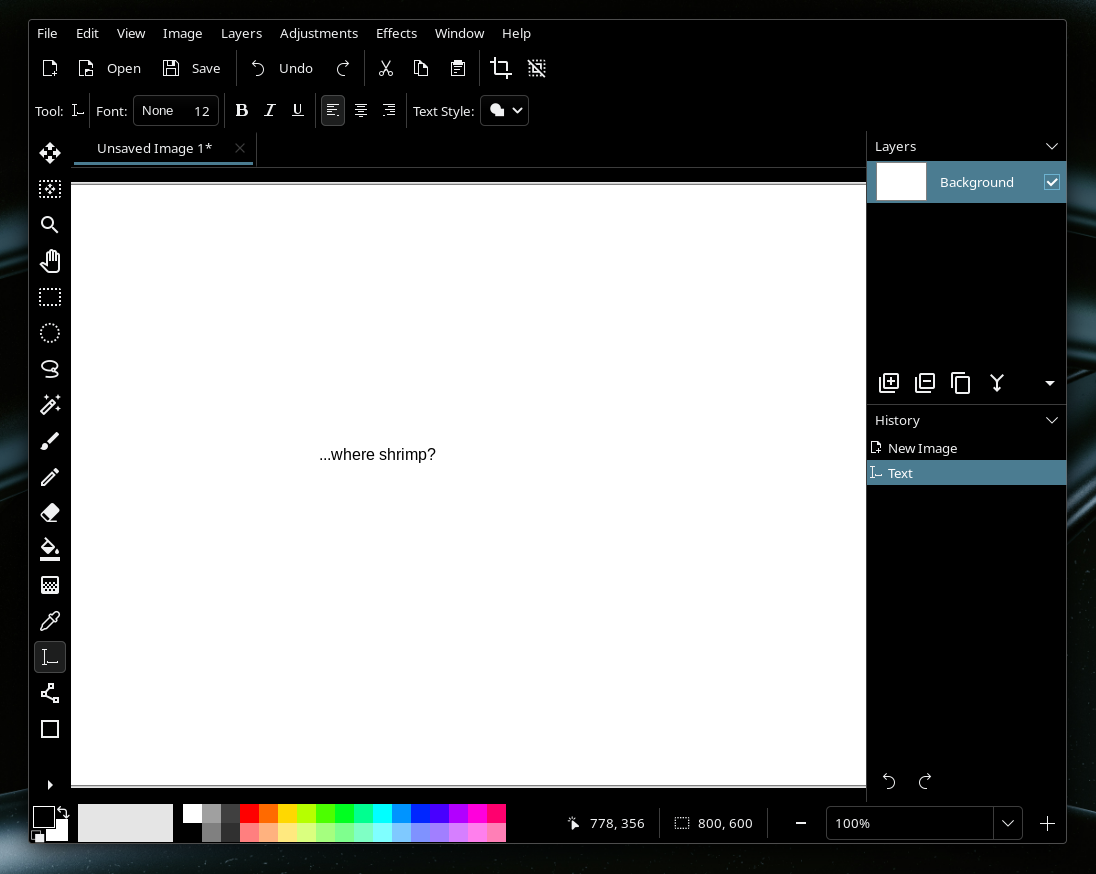 File Edit View Image Layers Adjustments Effects Window Help
Open Save Undo
Tool: Font: None 12 B I U Text Style:
Unsaved Image 1*
Layers
Background
...where shrimp?
History
New Image
Text
778, 356 800, 600 100%